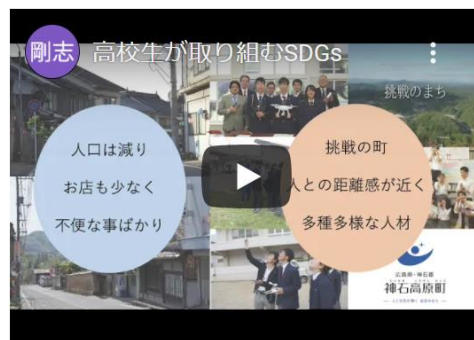 剛志
高校生が取り組むSDGs
挑戦のまち
人口は減り
お店も少なく
不便な事ばかり
挑戦の町
人との距離感が近く
多種多様な人材
広島県・神石郡
神石高原町